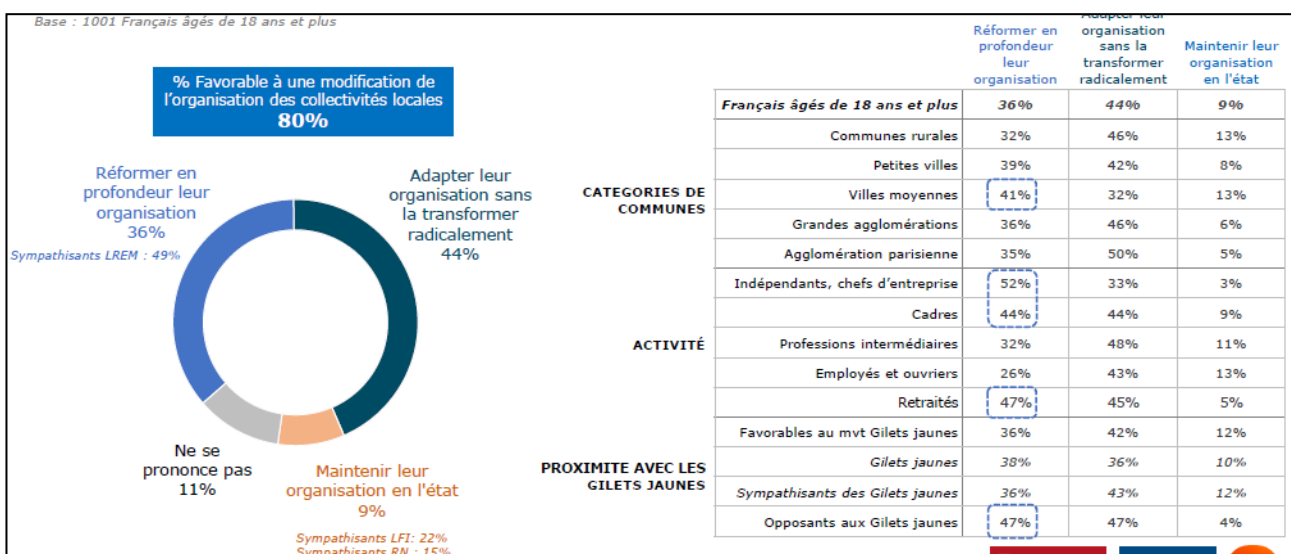 Base : 1001 Français âgés de 18 ans et plus
% Favorable à une modification de
l'organisation des collectivités locales
80%
Réformer en
profondeur leur
organisation
36%
Sympathisants LREM : 49%
Adapter leur
organisation sans
la transformer
radicalement
44%
Ne se
prononce pas
11%
Maintenir leur
organisation en l'état
9%
Sympathisants LFI: 22%
Sympathisants RN : 15%
Réformer en
profondeur
leur
organisation
Adapter leur
organisation
sans la
transformer
radicalement
Maintenir leur
organisation
en l'état
Français âgés de 18 ans et plus 36% 44% 9%
CATEGORIES DE
COMMUNES
Communes rurales 32% 46% 13%
Petites villes 39% 42% 8%
Villes moyennes 41% 32% 13%
Grandes agglomérations 36% 46% 6%
Agglomération parisienne 35% 50% 5%
ACTIVITÉ
Indépendants, chefs d'entreprise 52% 33% 3%
Cadres 44% 44% 9%
Professions intermédiaires 32% 48% 11%
Employés et ouvriers 26% 43% 13%
Retraités 47% 45% 5%
PROXIMITE AVEC LES
GILETS JAUNES
Favorables au mvt Gilets jaunes 36% 42% 12%
Gilets jaunes 38% 36% 10%
Sympathisants des Gilets jaunes 36% 43% 12%
Opposants aux Gilets jaunes 47% 47% 4%